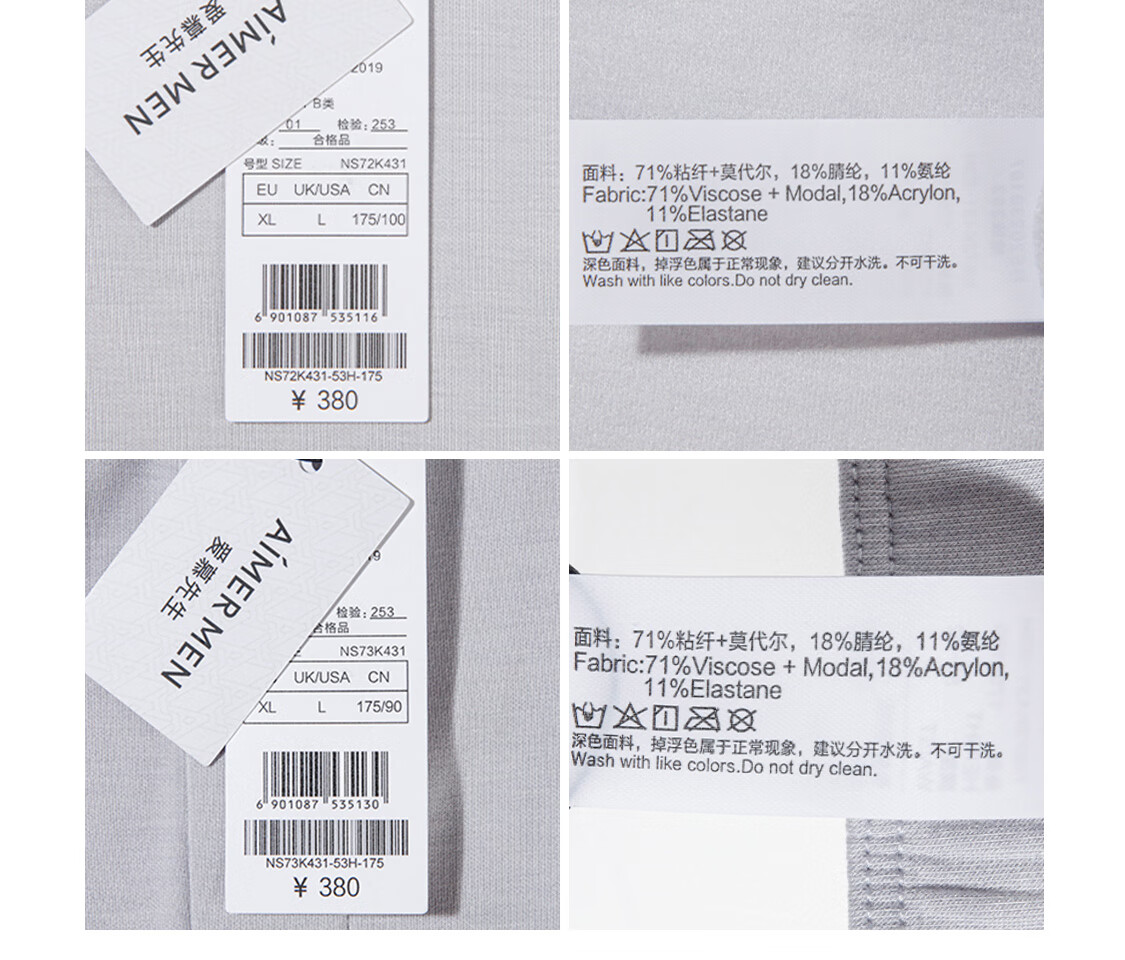 AIMER MEN
爱慕先生
2019
B类
01 检验: 253
级: 合格品
号型 SIZE NS72K431
EU UK/USA CN
XL L 175/100
6 901087 535116
NS72K431-53H-175
¥ 380
面料: 71%粘纤+莫代尔, 18%腈纶, 11%氨纶
Fabric:71%Viscose + Modal,18%Acrylon,
11%Elastane
深色面料, 掉浮色属于正常现象, 建议分开水洗。不可干洗。
Wash with like colors.Do not dry clean.
AIMER MEN
爱慕先生
19
检验: 253
合格品
E NS73K431
UK/USA CN
XL L 175/90
6 901087 535130
NS73K431-53H-175
¥ 380
面料: 71%粘纤+莫代尔, 18%腈纶, 11%氨纶
Fabric:71%Viscose + Modal,18%Acrylon,
11%Elastane
深色面料, 掉浮色属于正常现象, 建议分开水洗。不可干洗。
Wash with like colors.Do not dry clean.